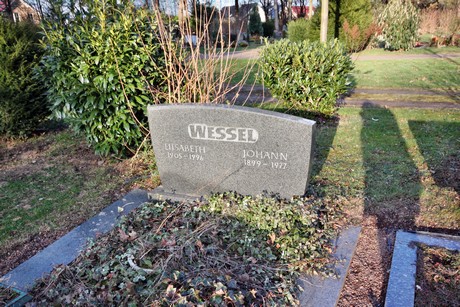 WESSEL
ELISABETH JOHANN
1905 - 1996 1899 - 1977